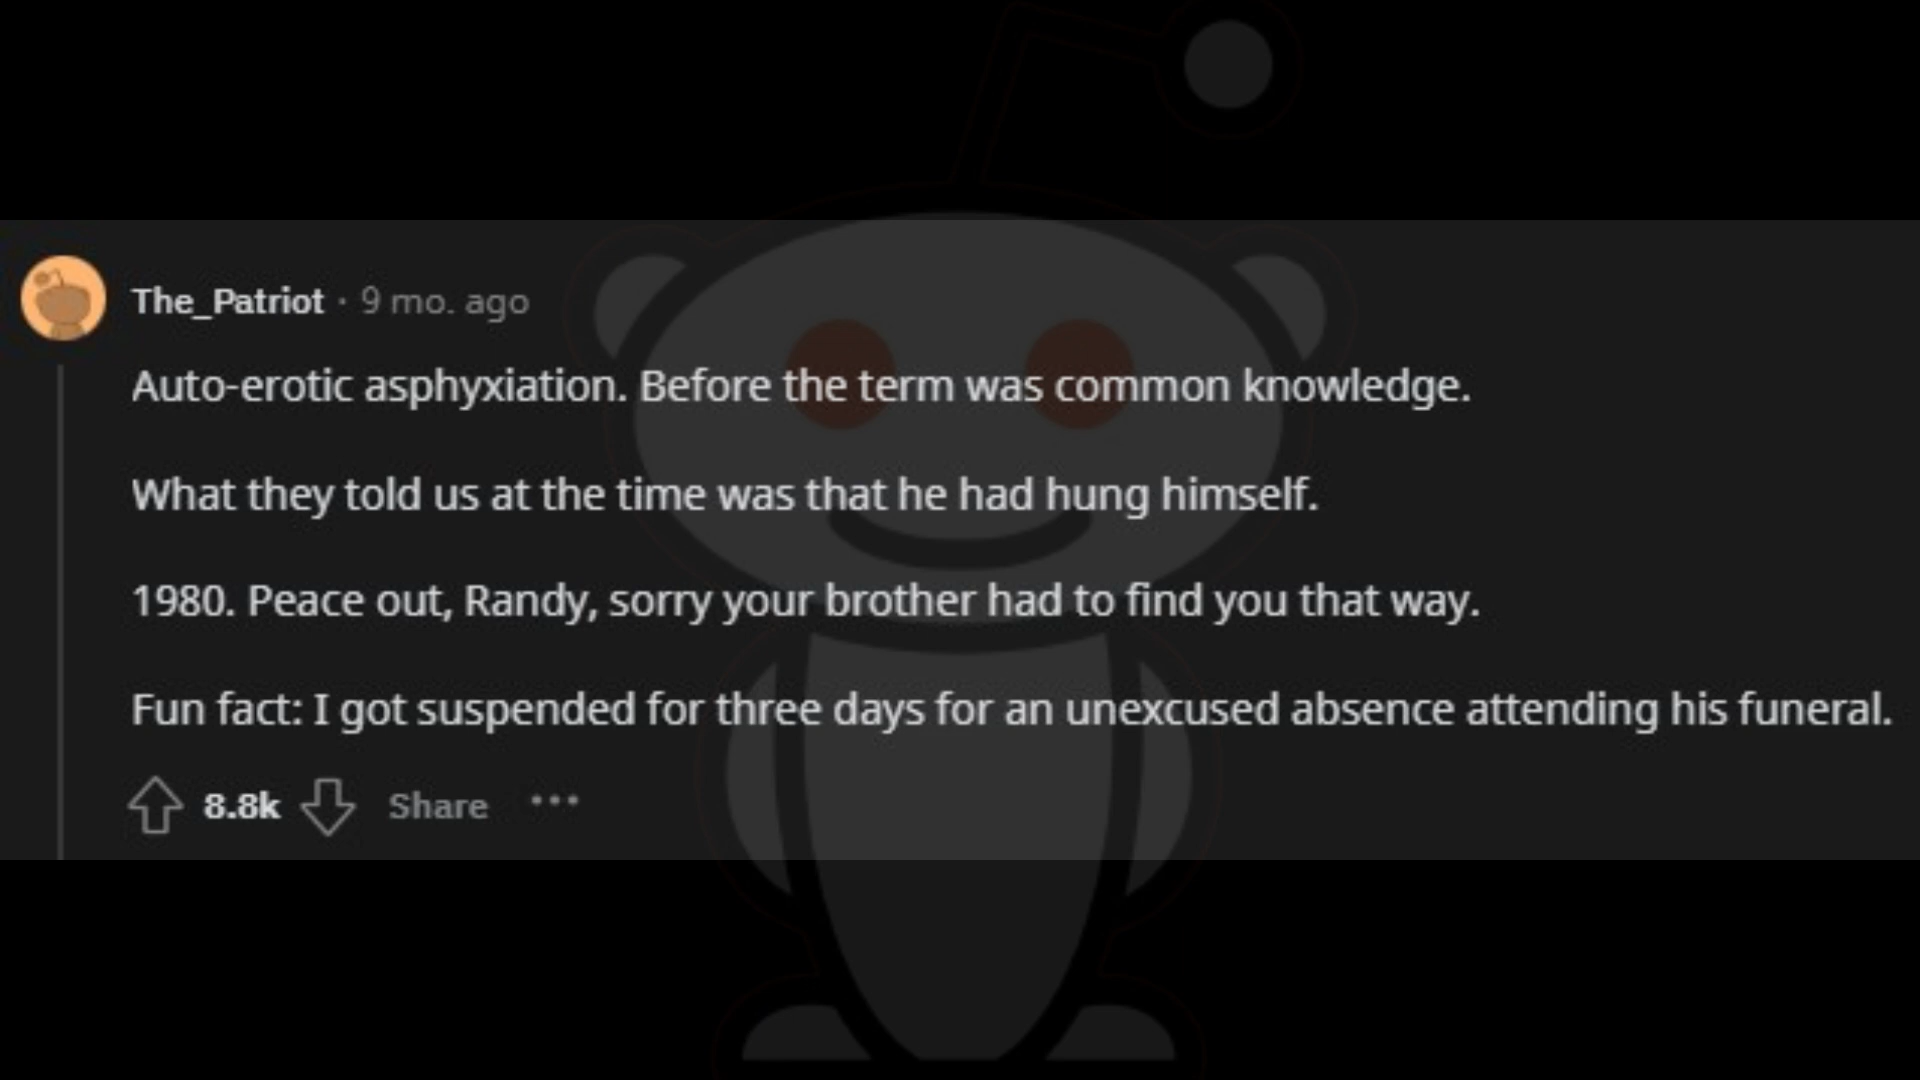 The_Patriot · 9 mo. ago
Auto-erotic asphyxiation. Before the term was common knowledge.
What they told us at the time was that he had hung himself.
1980. Peace out, Randy, sorry your brother had to find you that way.
Fun fact: I got suspended for three days for an unexcused absence attending his funeral.
8.8k Share ...